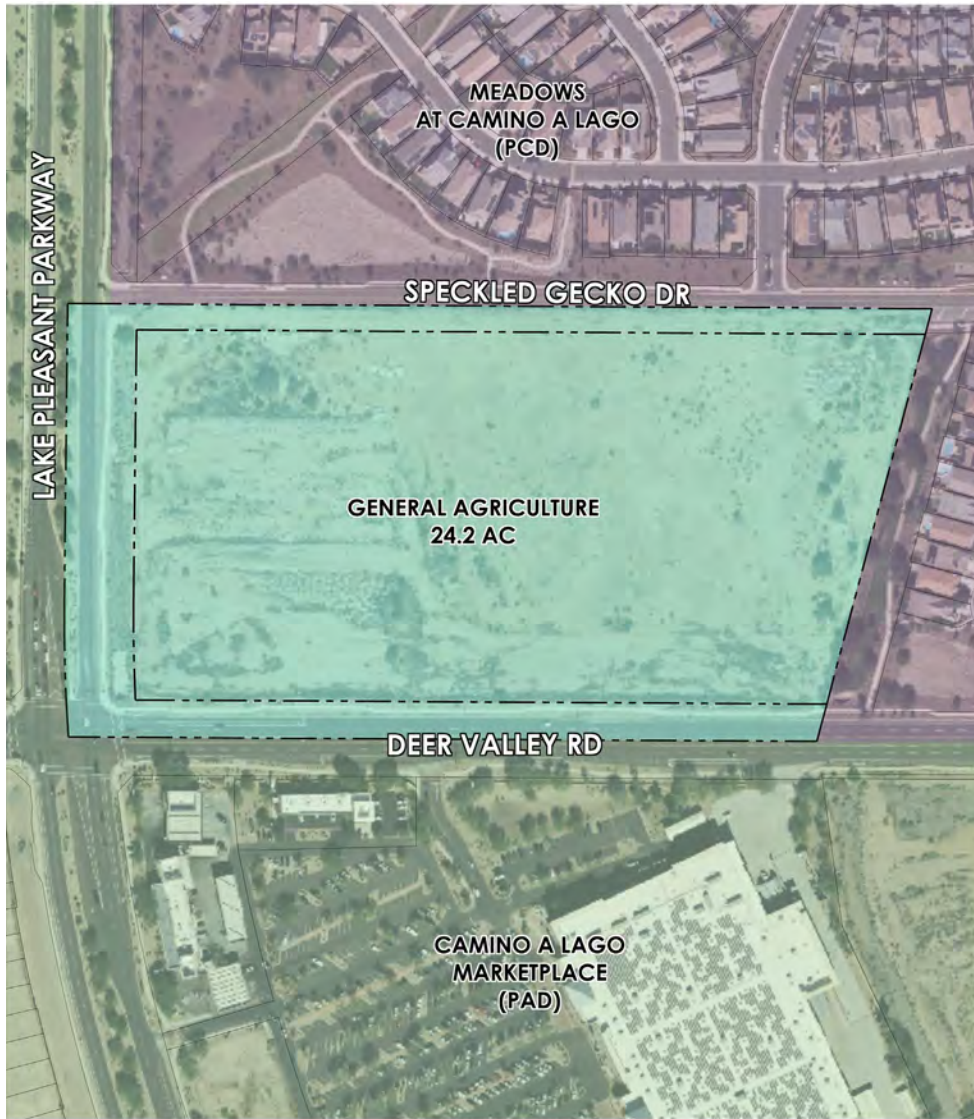 MEADOWS
AT CAMINO A LAGO
(PCD)
LAKE PLEASANT PARKWAY
SPECKLED GECKO DR
GENERAL AGRICULTURE
24.2 AC
DEER VALLEY RD
CAMINO A LAGO
MARKETPLACE
(PAD)